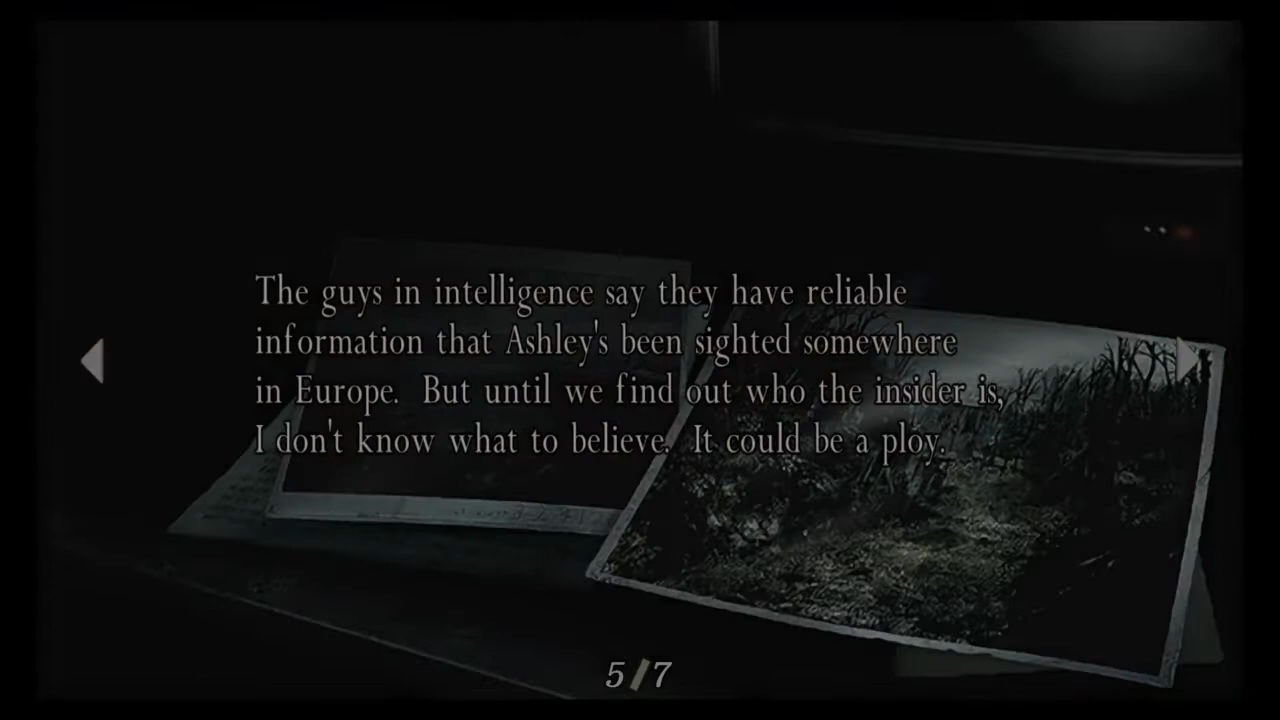 The guys in intelligence say they have reliable
information that Ashley's been sighted somewhere
in Europe.  But until we find out who the insider is,
I don't know what to believe.  It could be a ploy.
5/7